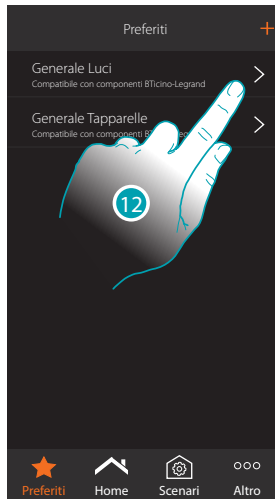 Preferiti
+
Generale Luci
Compatibile con componenti BTicino-Legrand
Generale Tapparelle
Compatibile con componenti
12
Preferiti Home Scenari Altro